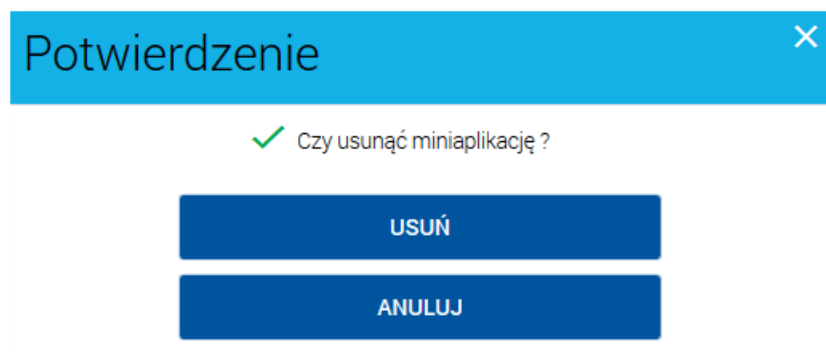 Potwierdzenie
Czy usunąć miniaplikację ?
USUŃ
ANULUJ